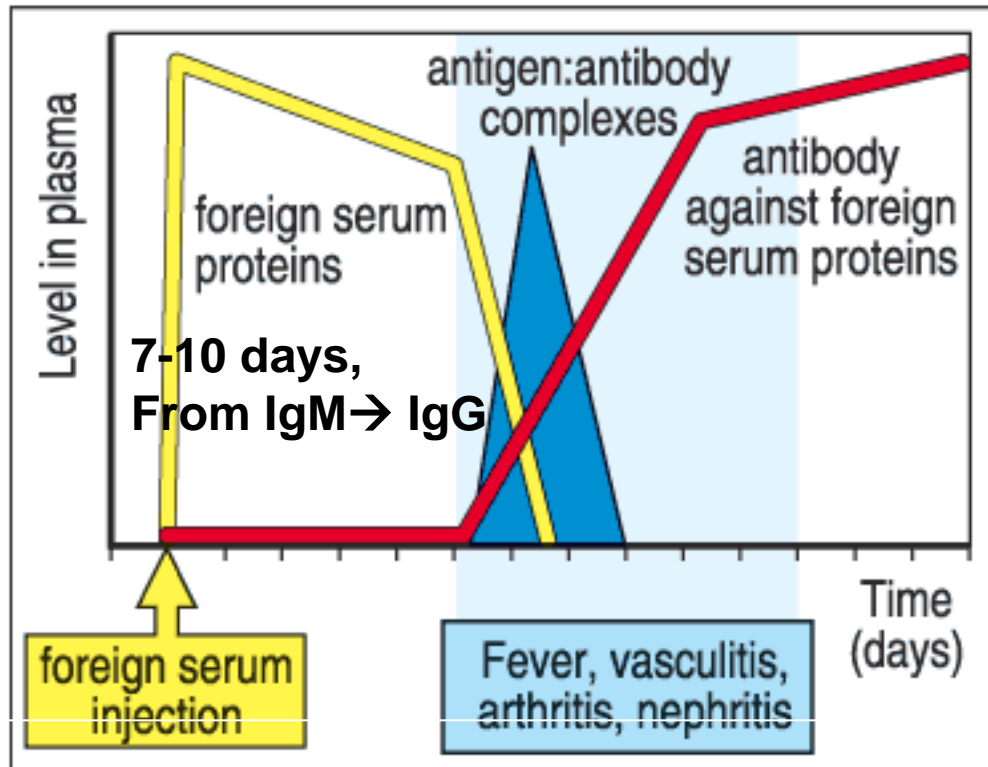 Level in plasma
antigen:antibody
complexes
foreign serum
proteins
antibody
against foreign
serum proteins
7-10 days,
From IgM→ IgG
Time
(days)
foreign serum
injection
Fever, vasculitis,
arthritis, nephritis